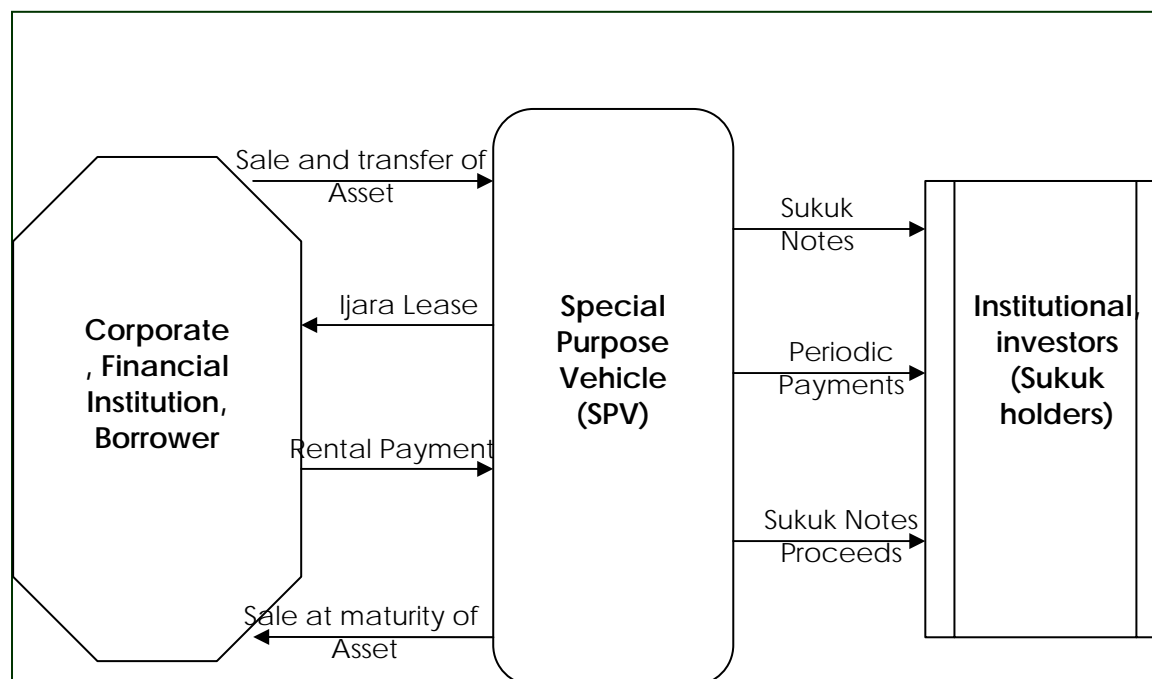 Sale and transfer of
Asset
Ijara Lease
Rental Payment
Sale at maturity of
Asset
Corporate
, Financial
Institution,
Borrower
Special
Purpose
Vehicle
(SPV)
Sukuk
Notes
Periodic
Payments
Sukuk Notes
Proceeds
Institutional,
investors
(Sukuk
holders)